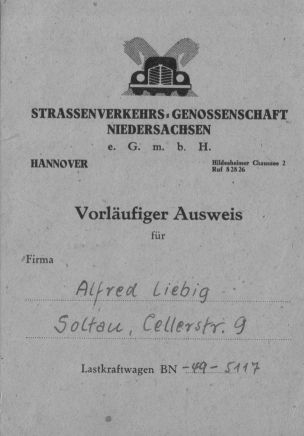 STRASSENVERKEHRS-GENOSSENSCHAFT
NIEDERSACHSEN
e. G. m. b. H.
HANNOVER
Hildesheimer Chaussee 2
Ruf 8 28 26
Vorläufiger Ausweis
für
Firma
Alfred Liebig
Soltau, Cellerstr. 9
Lastkraftwagen BN -49-5117